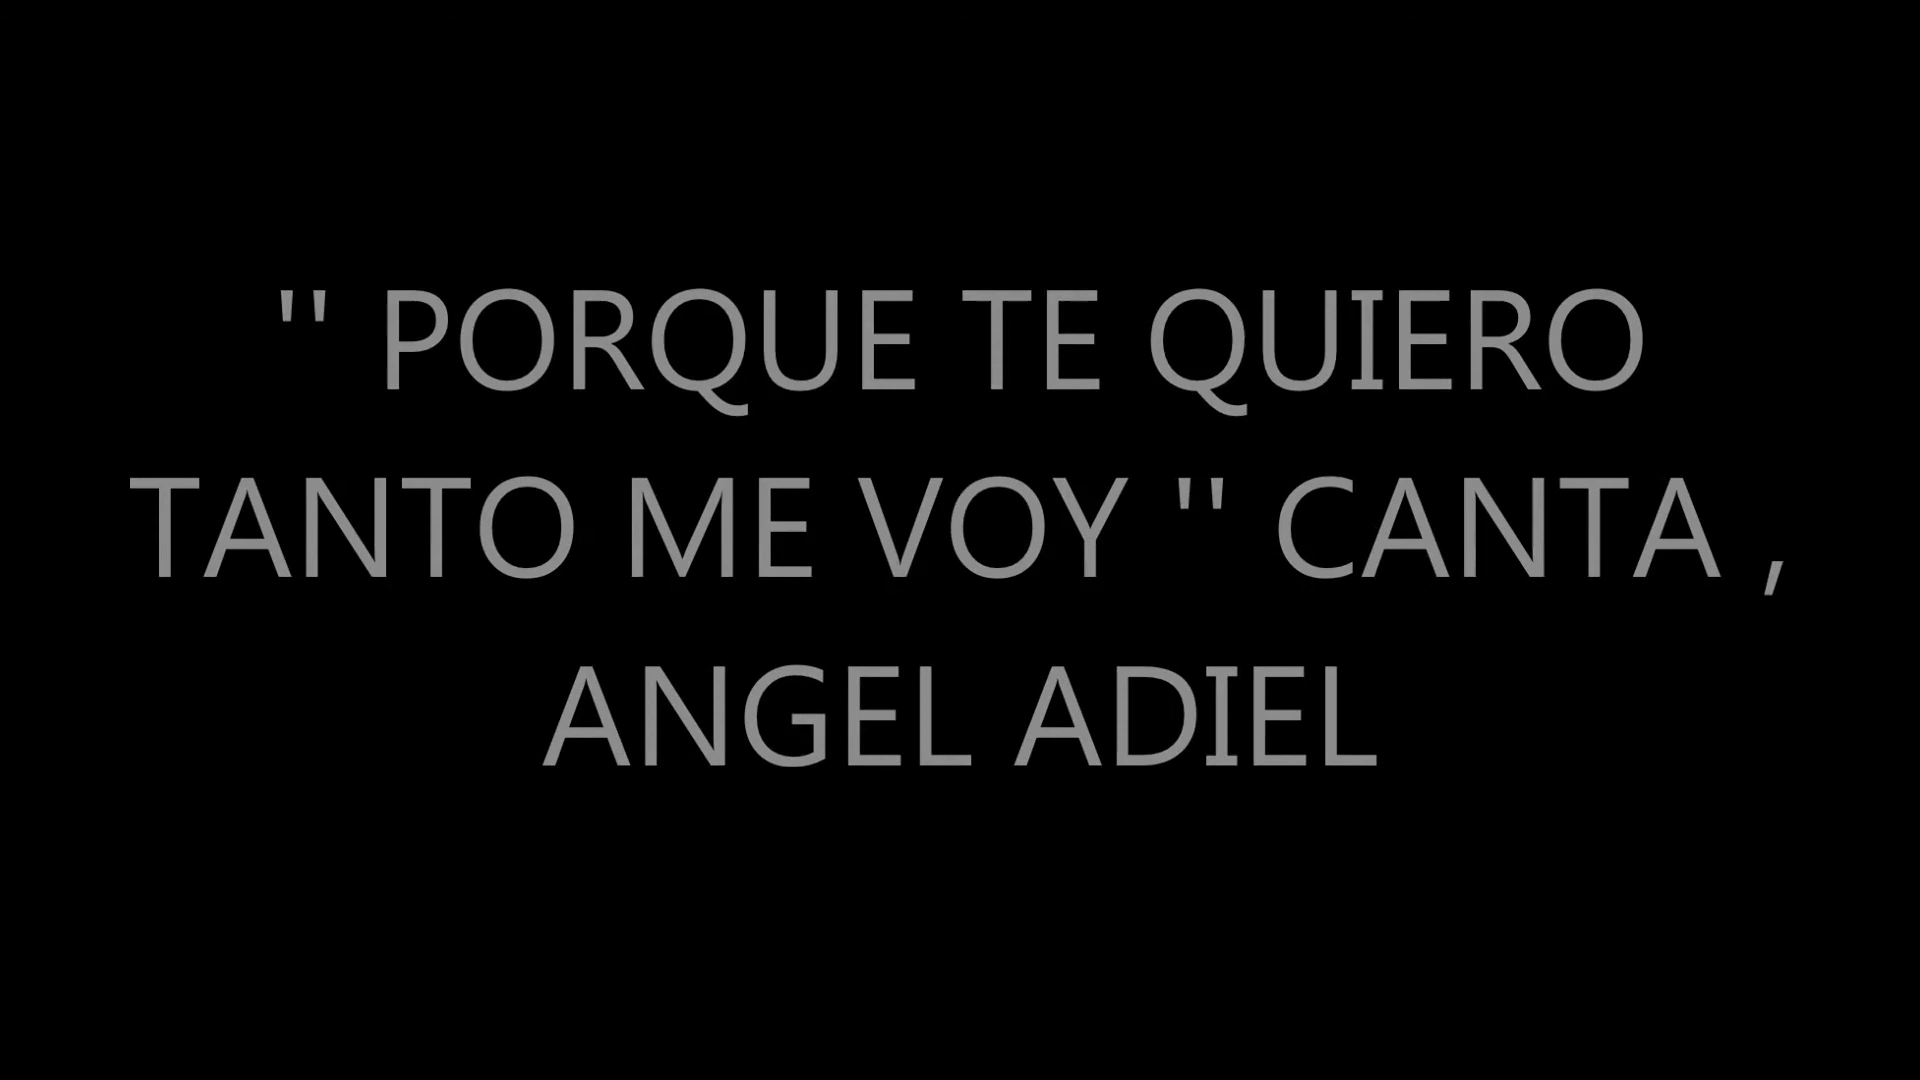 '' PORQUE TE QUIERO
TANTO ME VOY '' CANTA ,
ANGEL ADIEL